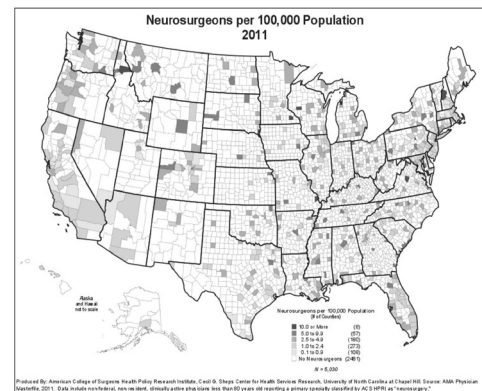 Neurosurgeons per 100,000 Population
2011
Alaska
and Hawaii
not to scale
Neurosurgeons per 100,000 Population
(# of Counties)
10.0 or More (8)
5.0 to 9.9 (57)
2.5 to 4.9 (180)
1.0 to 2.4 (273)
0.1 to 0.9 (108)
No Neurosurgeons (2481)
N = 5,030
Produced By: American College of Surgeons Health Policy Research Institute, Cecil G. Sheps Center for Health Services Research, University of North Carolina at Chapel Hill. Source: AMA Physician
Masterfile, 2011. Data include non-federal, non-resident, clinically active physicians less than 80 years old reporting a primary specialty classified by ACS HPRI as "neurosurgery."